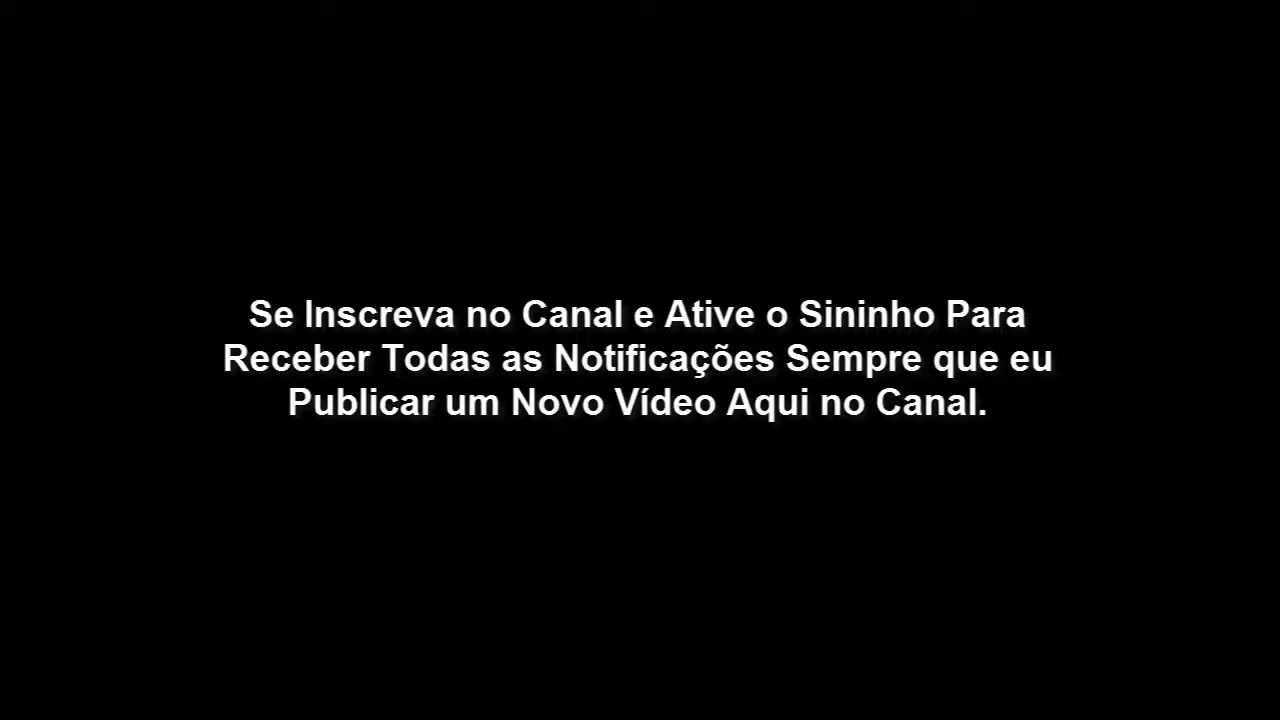 Se Inscreva no Canal e Ative o Sininho Para
Receber Todas as Notificações Sempre que eu
Publicar um Novo Vídeo Aqui no Canal.